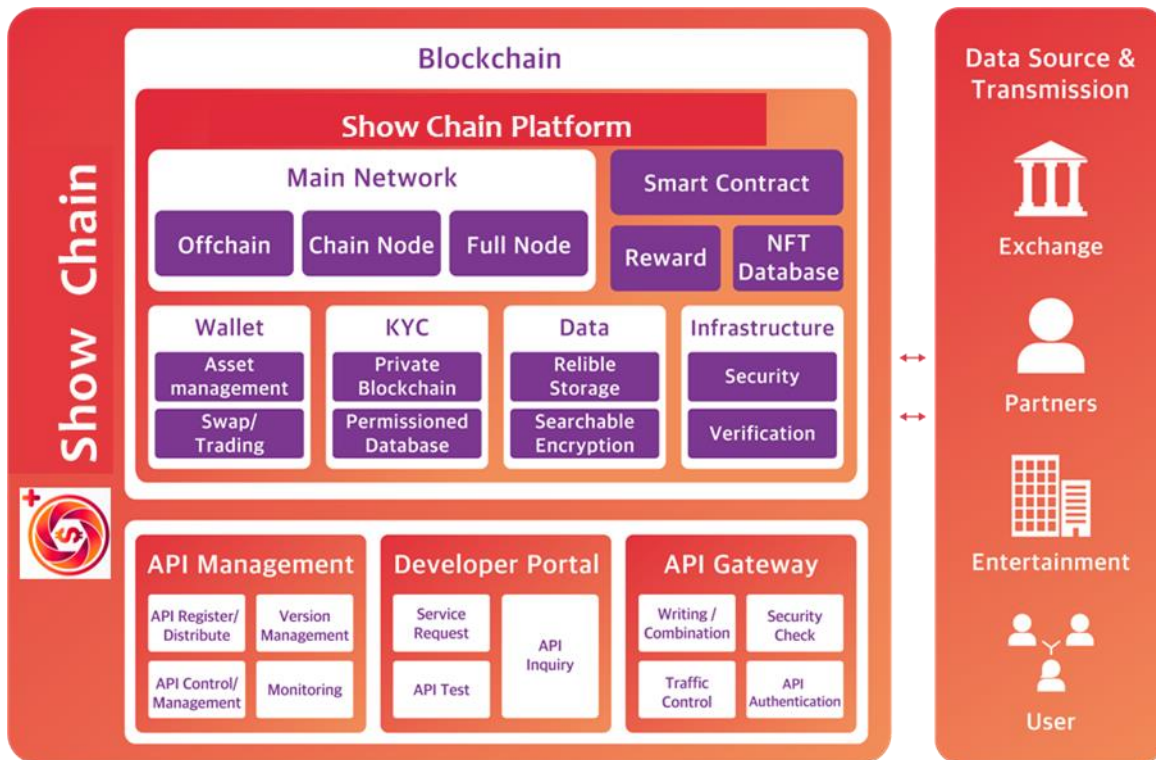 Show Chain
Blockchain
Show Chain Platform
Main Network
Offchain
Chain Node
Full Node
Smart Contract
Reward
NFT
Database
Wallet
Asset
management
Swap/
Trading
KYC
Private
Blockchain
Permissioned
Database
Data
Relible
Storage
Searchable
Encryption
Infrastructure
Security
Verification
API Management
API Register/
Distribute
Version
Management
API Control/
Management
Monitoring
Developer Portal
Service
Request
API Test
API
Inquiry
API Gateway
Writing /
Combination
Security
Check
Traffic
Control
API
Authentication
Data Source &
Transmission
Exchange
Partners
Entertainment
User